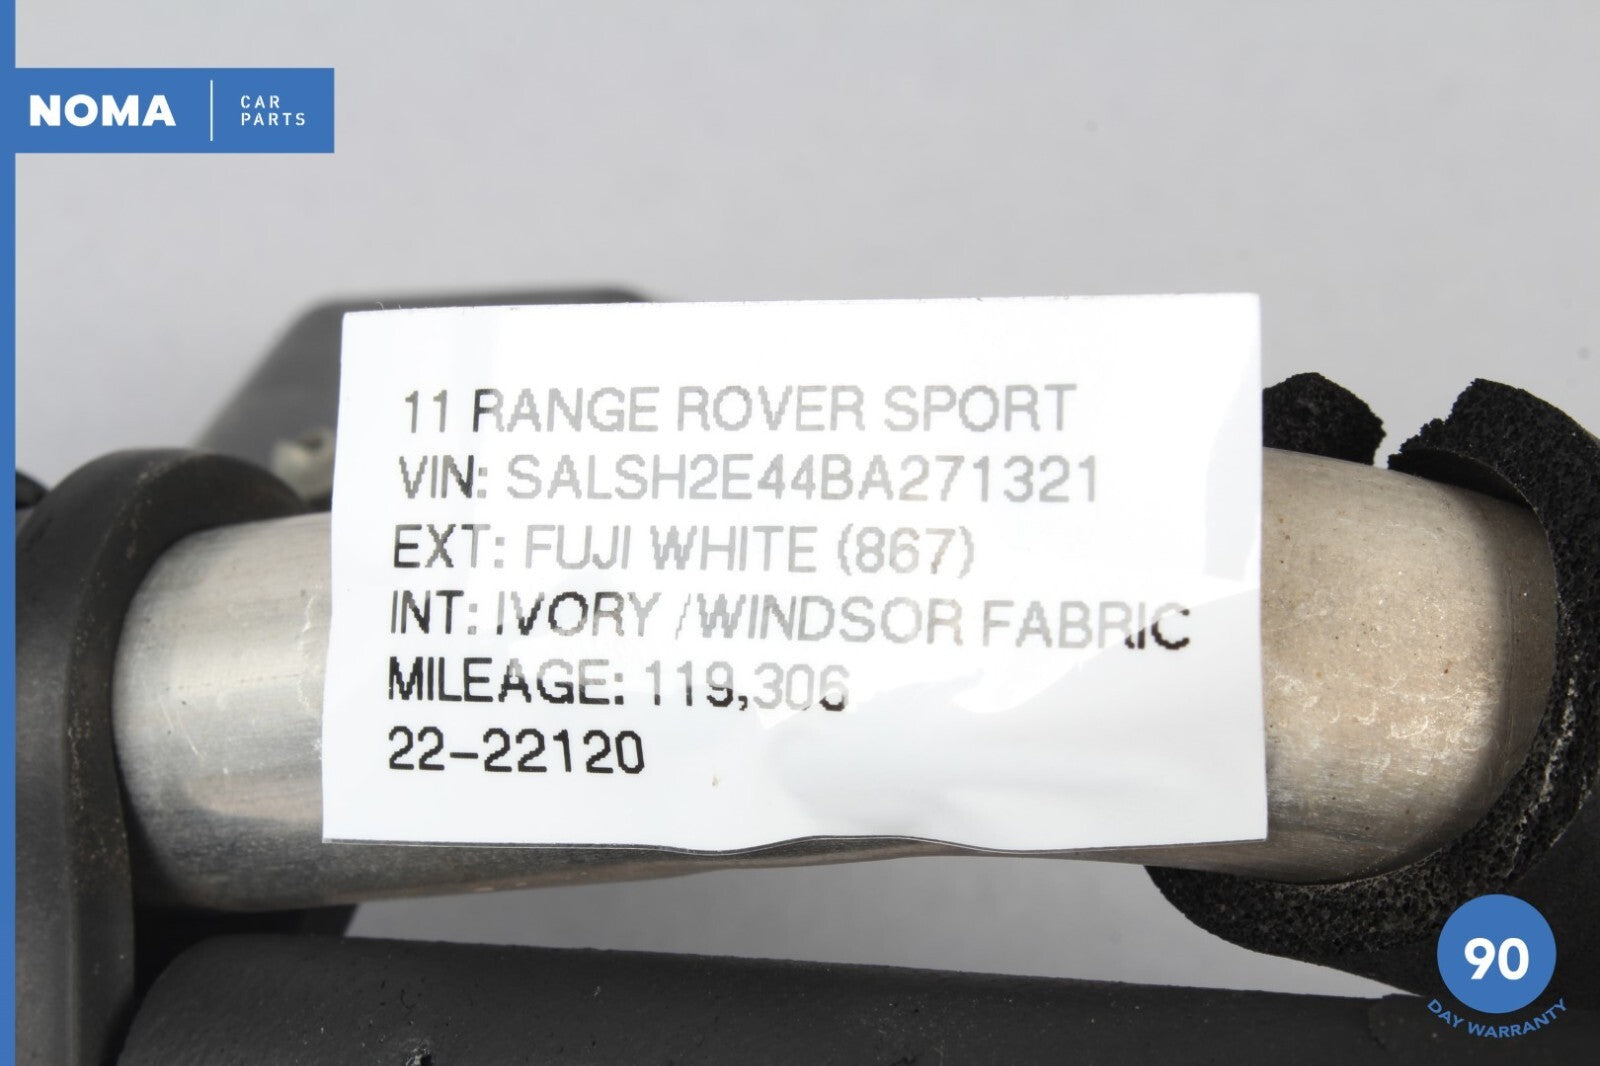 NOMA
CAR
PARTS
11 RANGE ROVER SPORT
VIN: SALSH2E44BA271321
EXT: FUJI WHITE (867)
INT: IVORY /WINDSOR FABRIC
MILEAGE: 119,306
22-22120
90
DAY WARRANTY